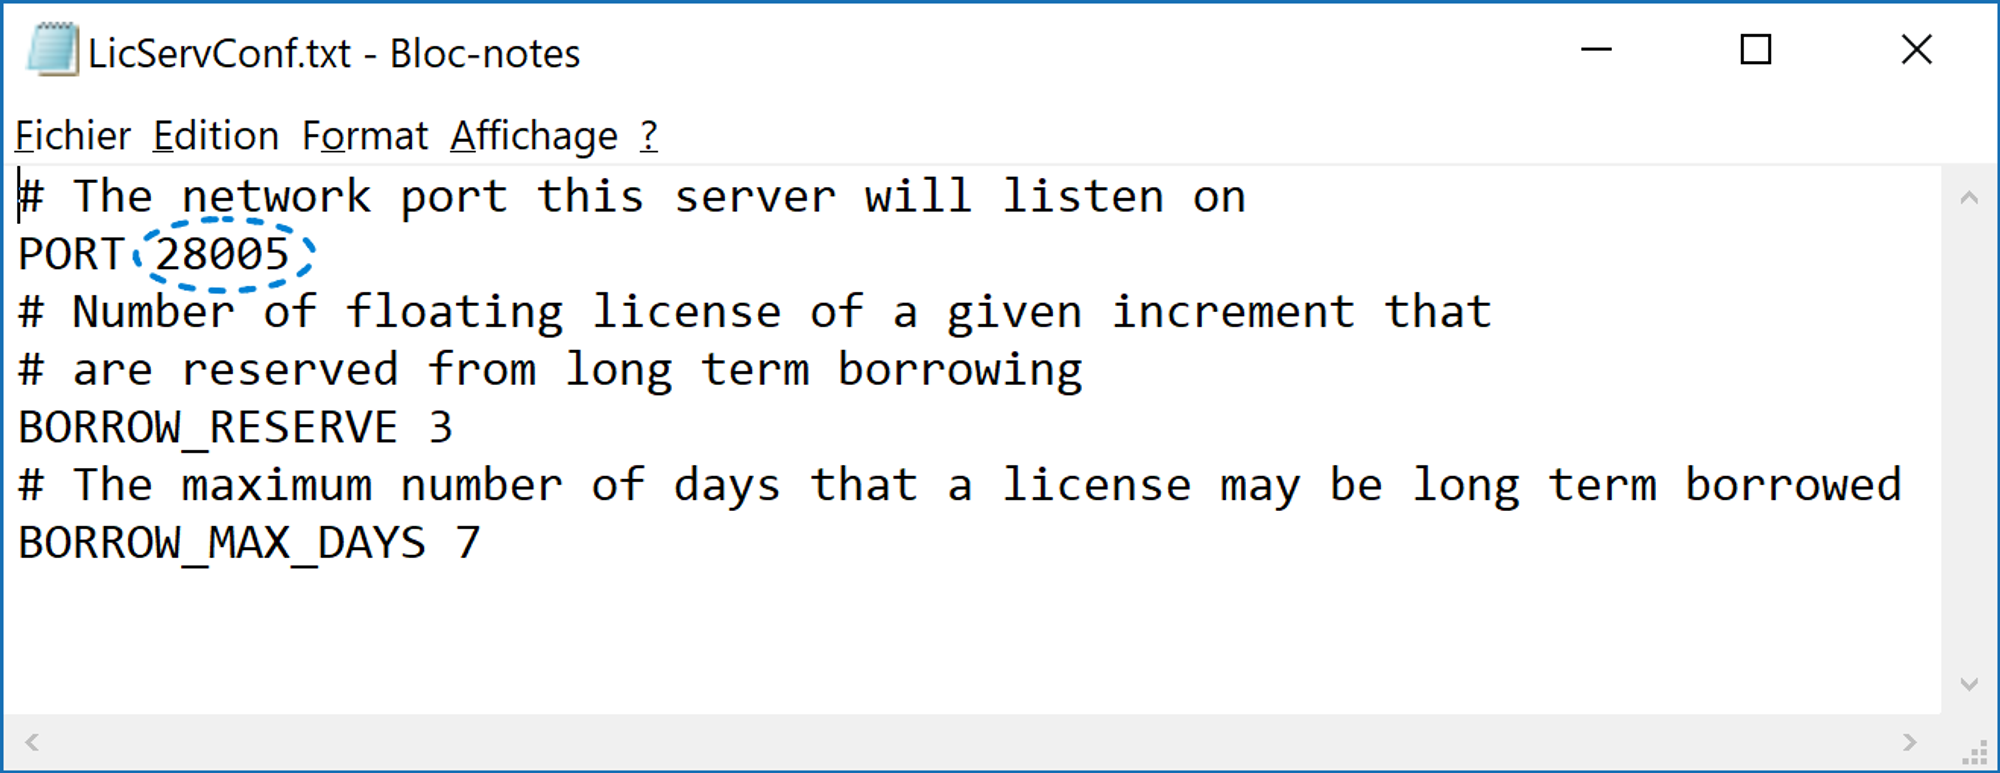 LicServConf.txt - Bloc-notes
Fichier Edition Format Affichage ?
# The network port this server will listen on
PORT 28005
# Number of floating license of a given increment that
# are reserved from long term borrowing
BORROW_RESERVE 3
# The maximum number of days that a license may be long term borrowed
BORROW_MAX_DAYS 7